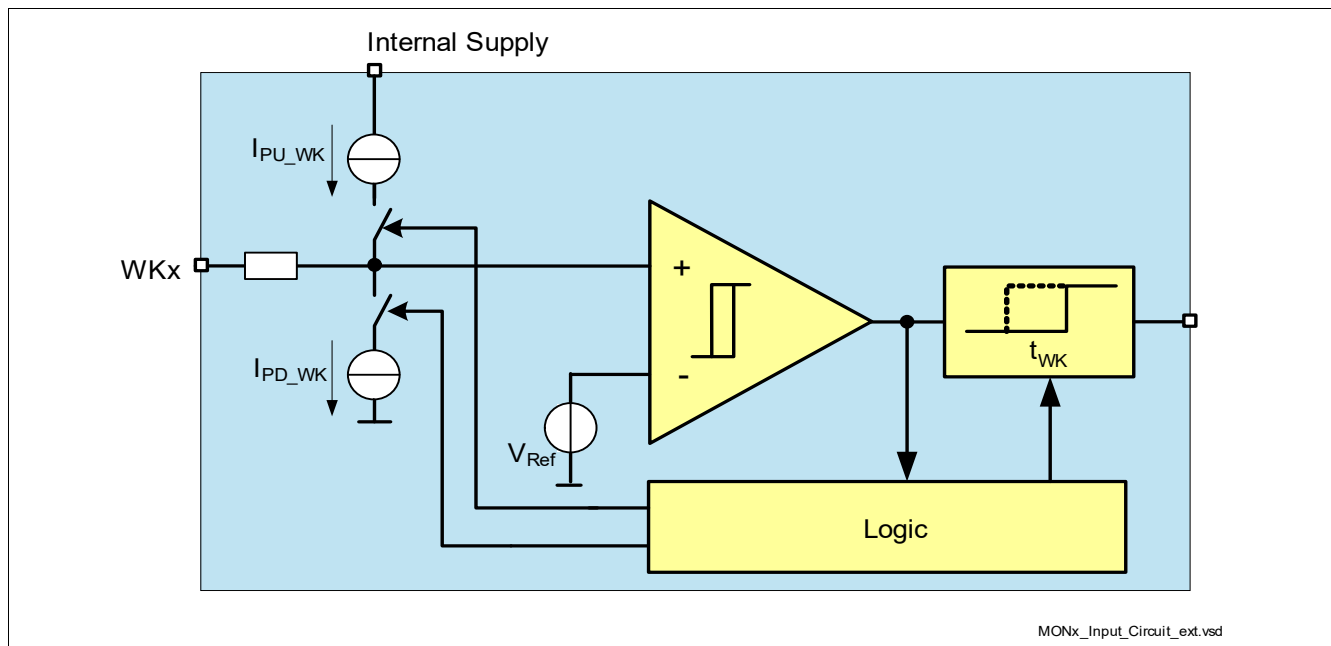 Internal Supply
IPU_WK
WKx
+
IPD_WK
-
tWK
VRef
Logic
MONx_Input_Circuit_ext.vsd